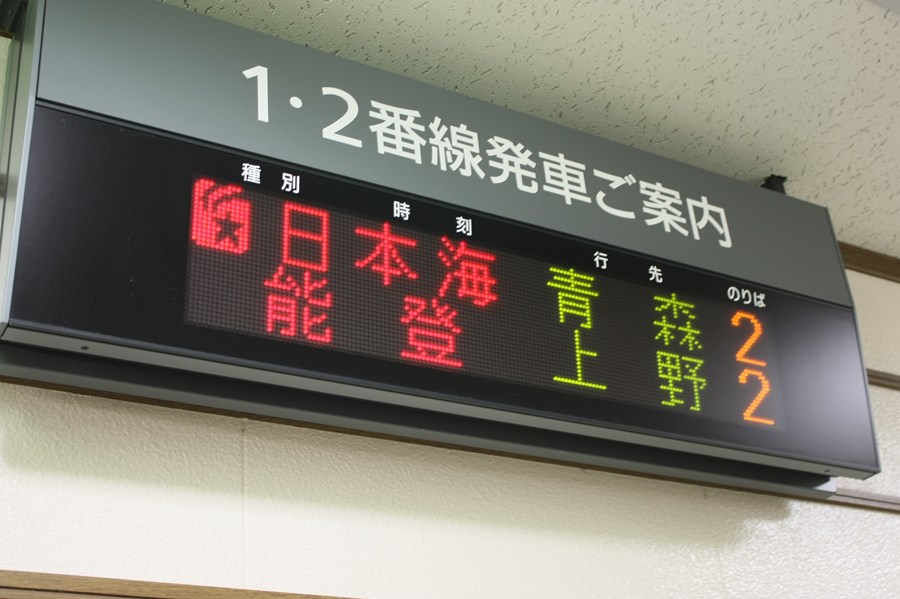 1・2番線発車ご案内
種別 時刻 行先 のりば
日本海 青森 2
能登 上野 2